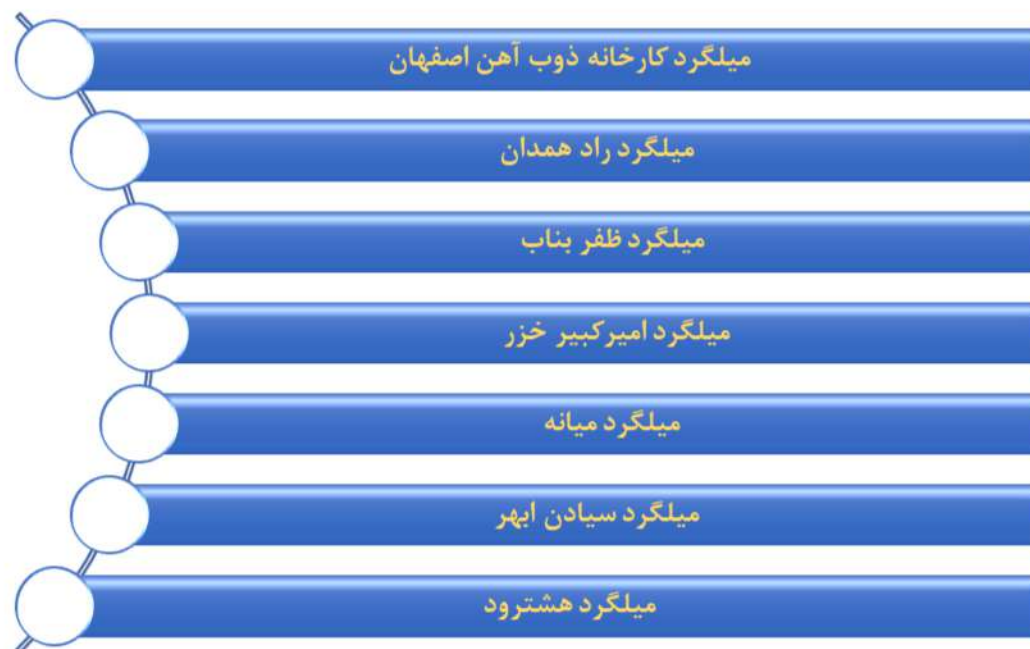 میلگرد کارخانه ذوب آهن اصفهان
میلگرد راد همدان
میلگرد ظفر بناب
میلگرد امیرکبیر خزر
میلگرد میانه
میلگرد سیادن ابهر
میلگرد هشترود